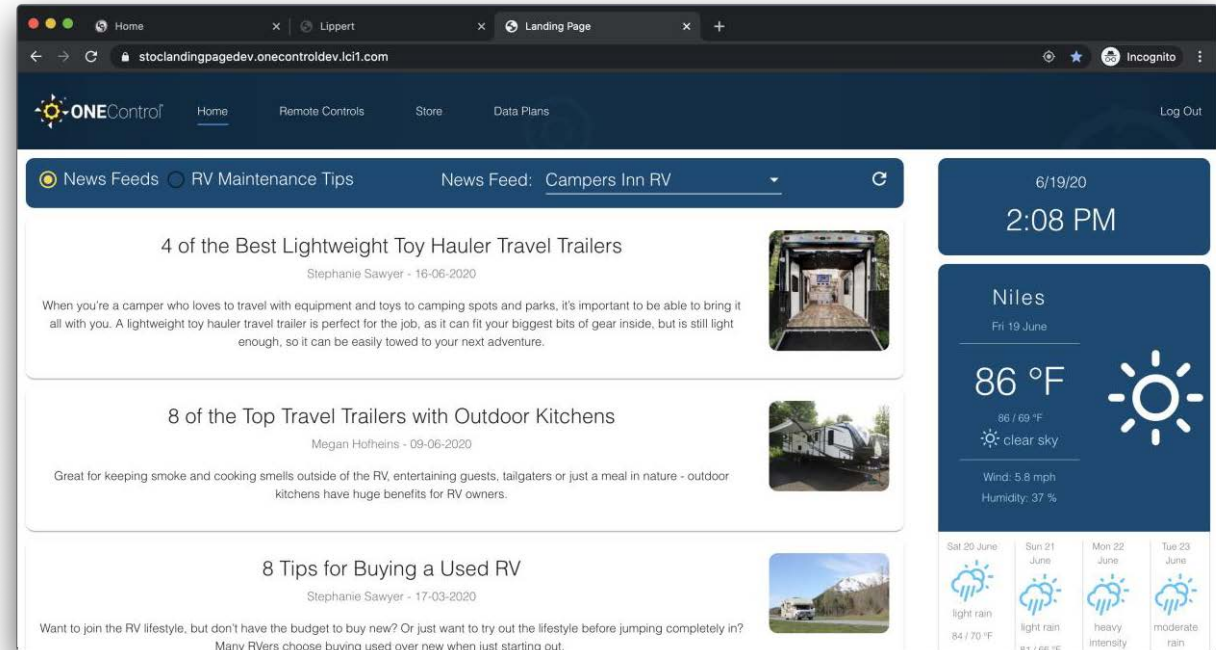 Home
Lippert
Landing Page
stoclandingpagedev.onecontroldev.lci1.com
Incognito
ONEControl
Home
Remote Controls
Store
Data Plans
Log Out
News Feeds
RV Maintenance Tips
News Feed: Campers Inn RV
4 of the Best Lightweight Toy Hauler Travel Trailers
Stephanie Sawyer - 16-06-2020
When you're a camper who loves to travel with equipment and toys to camping spots and parks, it's important to be able to bring it
all with you. A lightweight toy hauler travel trailer is perfect for the job, as it can fit your biggest bits of gear inside, but is still light
enough, so it can be easily towed to your next adventure.
8 of the Top Travel Trailers with Outdoor Kitchens
Megan Hofheins - 09-06-2020
Great for keeping smoke and cooking smells outside of the RV, entertaining guests, tailgaters or just a meal in nature - outdoor
kitchens have huge benefits for RV owners.
8 Tips for Buying a Used RV
Stephanie Sawyer - 17-03-2020
Want to join the RV lifestyle, but don't have the budget to buy new? Or just want to try out the lifestyle before jumping completely in?
Many RVers choose buying used over new when just starting out.
6/19/20
2:08 PM
Niles
Fri 19 June
86 °F
86 / 69 °F
clear sky
Wind: 5.8 mph
Humidity: 37 %
Sat 20 June
light rain
84 / 70 °F
Sun 21
June
light rain
Mon 22
June
heavy
intensity
Tue 23
June
moderate
rain